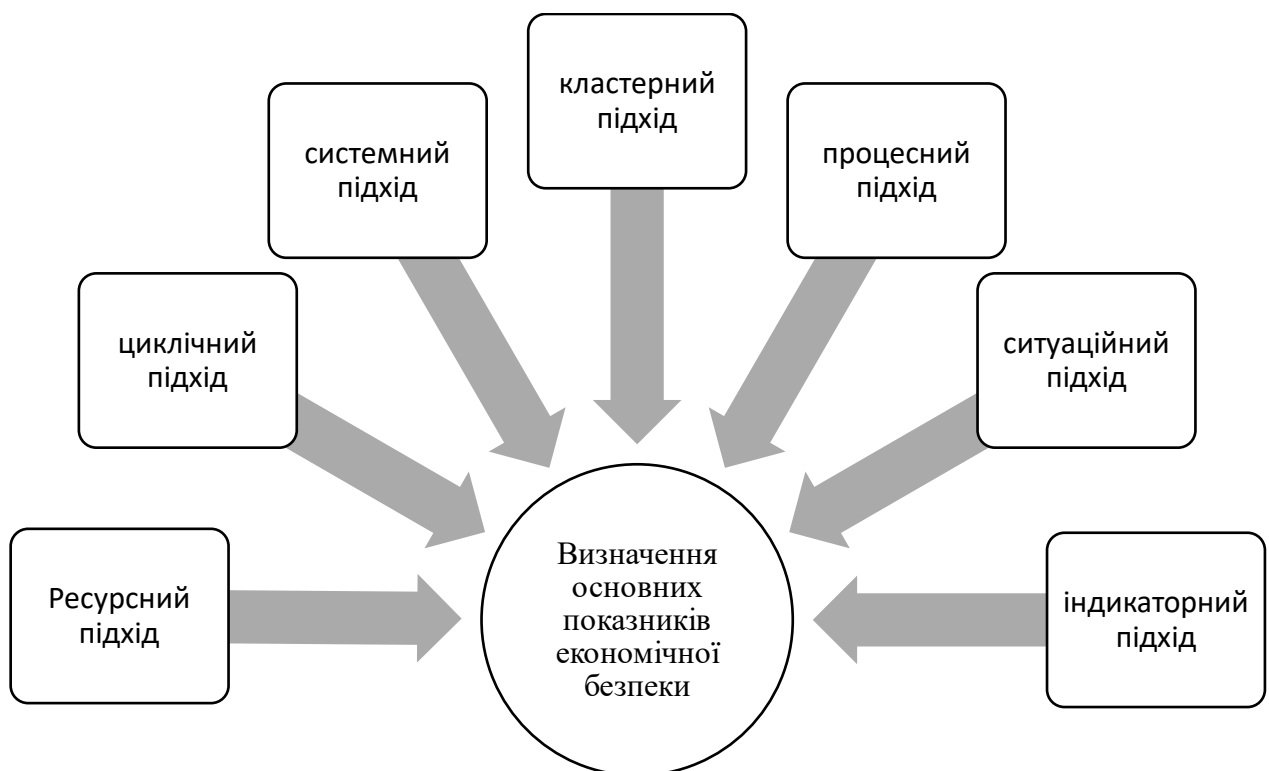 кластерний
підхід
системний
підхід
процесний
підхід
циклічний
підхід
ситуаційний
підхід
Ресурсний
підхід
Визначення
основних
показників
економічної
безпеки
індикаторний
підхід